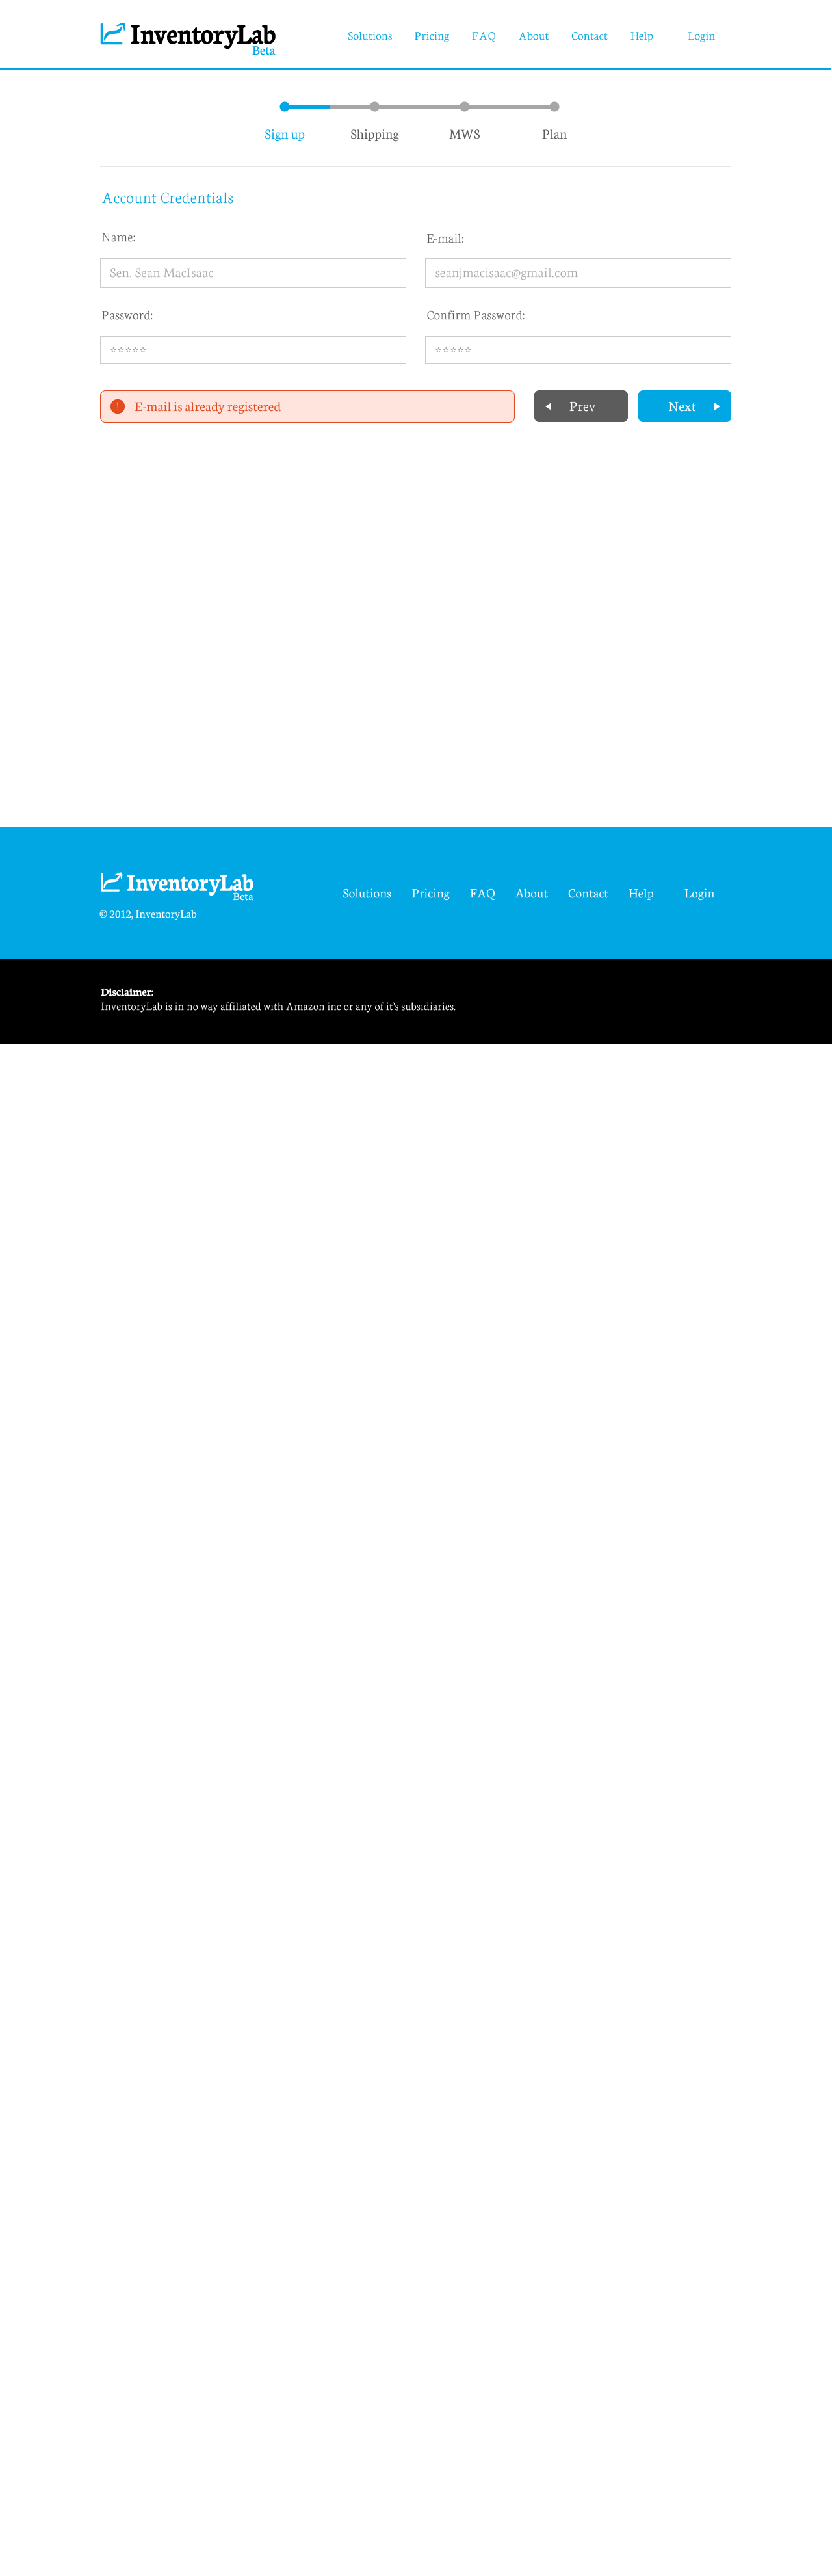 InventoryLab
Beta
Solutions Pricing FAQ About Contact Help Login
Sign up Shipping MWS Plan
Account Credentials
Name: E-mail:
Sen. Sean MacIsaac seanjmacisaac@gmail.com
Password: Confirm Password:
☆☆☆☆☆ ☆☆☆☆☆
! E-mail is already registered Prev Next
InventoryLab
Beta
Solutions Pricing FAQ About Contact Help Login
© 2012, InventoryLab
Disclaimer:
InventoryLab is in no way affiliated with Amazon inc or any of it's subsidiaries.